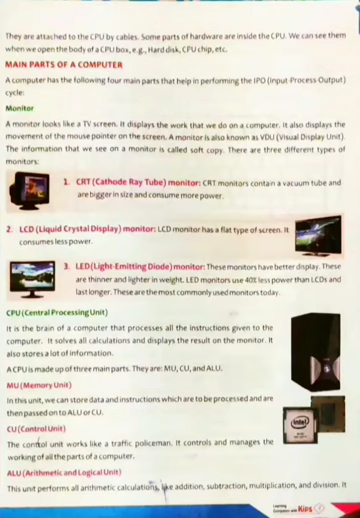 They are attached to the CPU by cables. Some parts of hardware are inside the CPU. We can see them
when we open the body of a CPU box, e.g., Hard disk, CPU chip, etc.
MAIN PARTS OF A COMPUTER
A computer has the following four main parts that help in performing the IPO (Input-Process-Output)
cycle:
Monitor
A monitor looks like a TV screen. It displays the work that we do on a computer. It also displays the
movement of the mouse pointer on the screen. A monitor is also known as VDU (Visual Display Unit).
The information that we see on a monitor is called soft copy. There are three different types of
monitors:
1. CRT (Cathode Ray Tube) monitor: CRT monitors contain a vacuum tube and
are bigger in size and consume more power.
2. LCD (Liquid Crystal Display) monitor: LCD monitor has a flat type of screen. It
consumes less power.
3. LED (Light-Emitting Diode) monitor: These monitors have better display. These
are thinner and lighter in weight. LED monitors use 40% less power than LCDs and
last longer. These are the most commonly used monitors today.
CPU (Central Processing Unit)
It is the brain of a computer that processes all the instructions given to the
computer. It solves all calculations and displays the result on the monitor. It
also stores a lot of information.
A CPU is made up of three main parts. They are: MU, CU, and ALU.
MU (Memory Unit)
In this unit, we can store data and instructions which are to be processed and are
then passed on to ALU or CU.
CU (Control Unit)
The control unit works like a traffic policeman. It controls and manages the
working of all the parts of a computer.
intel
ALU (Arithmetic and Logical Unit)
This unit performs all arithmetic calculations, like addition, subtraction, multiplication, and division. It
Learning
Computers with KIPS